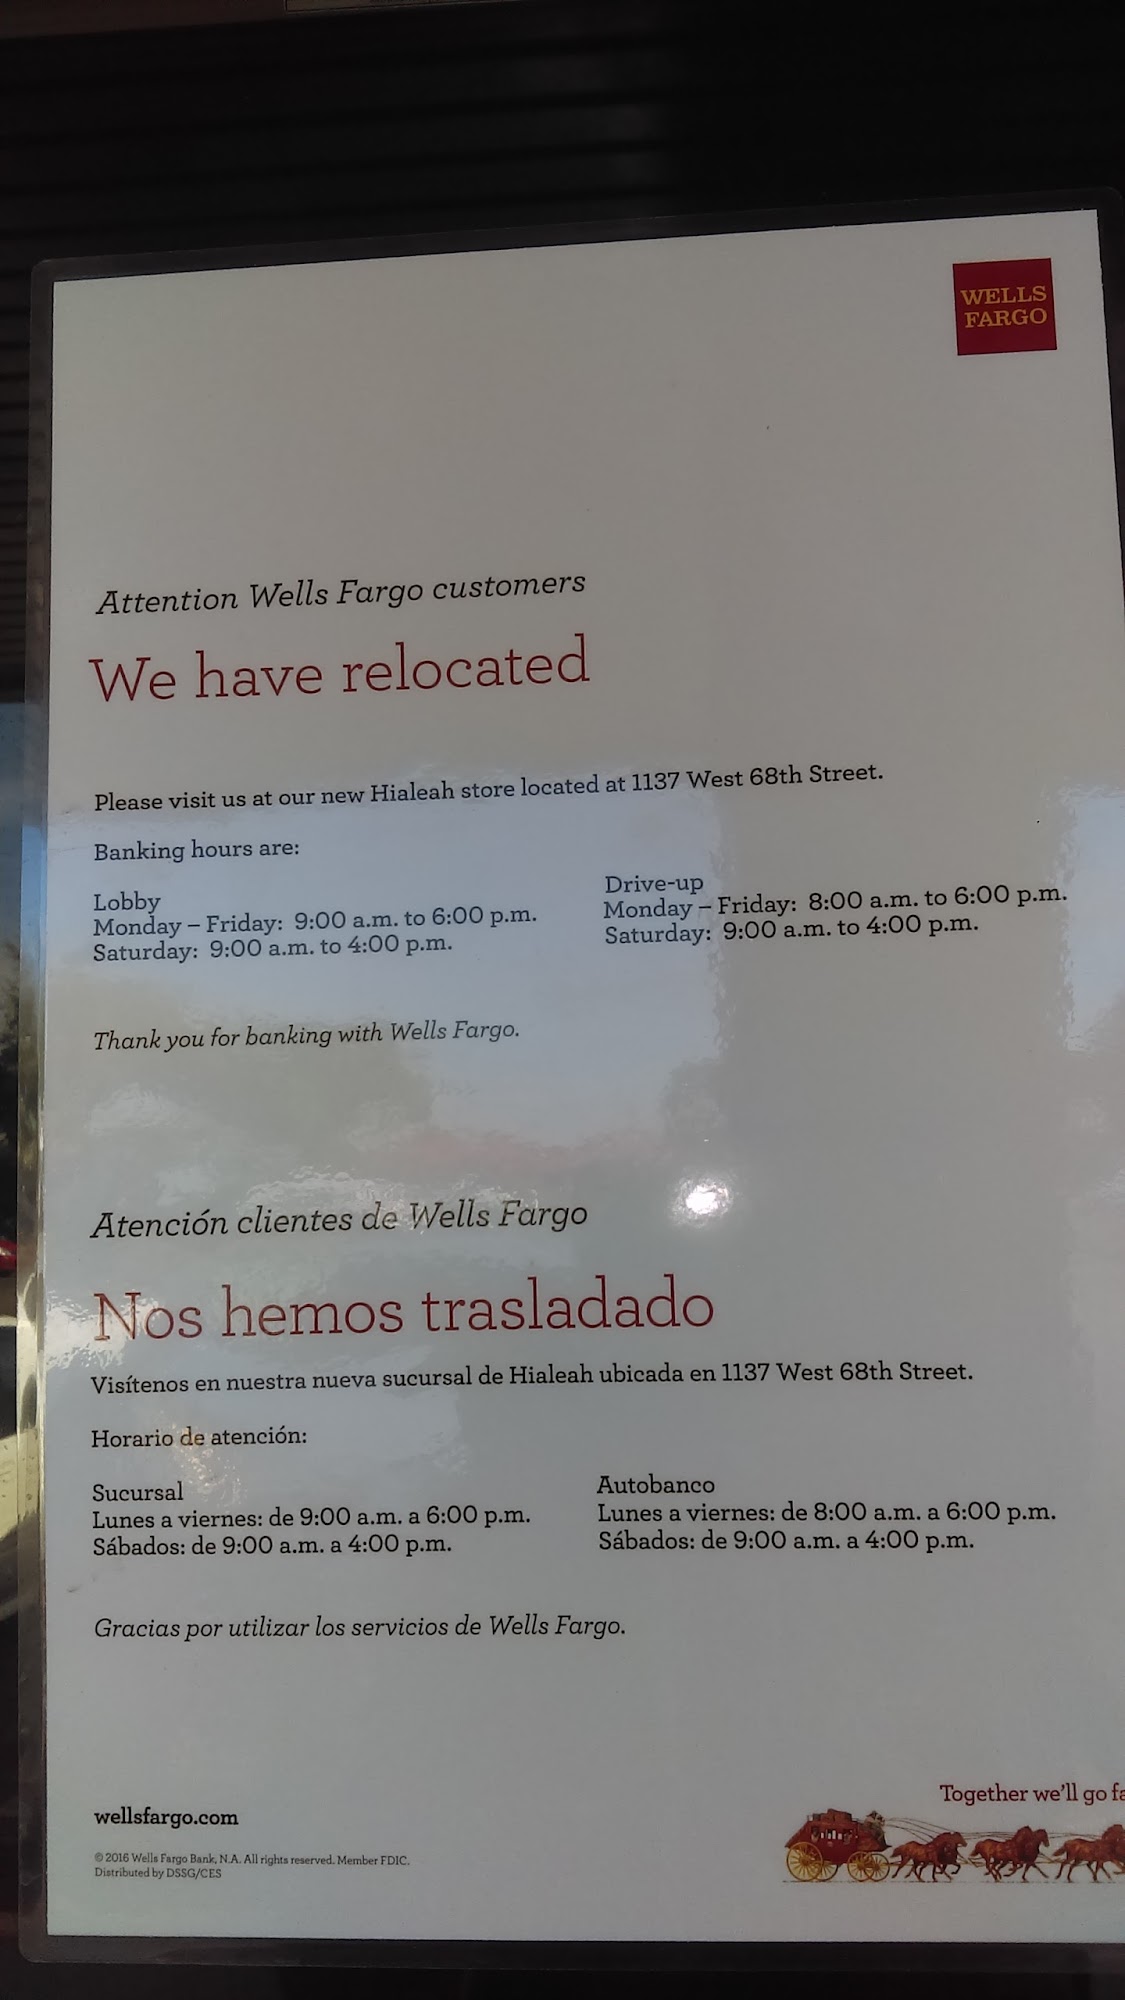 WELLS
FARGO
Attention Wells Fargo customers
We have relocated
Please visit us at our new Hialeah store located at 1137 West 68th Street.
Banking hours are:
Lobby
Monday – Friday: 9:00 a.m. to 6:00 p.m.
Saturday: 9:00 a.m. to 4:00 p.m.
Drive-up
Monday – Friday: 8:00 a.m. to 6:00 p.m.
Saturday: 9:00 a.m. to 4:00 p.m.
Thank you for banking with Wells Fargo.
Atención clientes de Wells Fargo
Nos hemos trasladado
Visítenos en nuestra nueva sucursal de Hialeah ubicada en 1137 West 68th Street.
Horario de atención:
Sucursal
Lunes a viernes: de 9:00 a.m. a 6:00 p.m.
Sábados: de 9:00 a.m. a 4:00 p.m.
Autobanco
Lunes a viernes: de 8:00 a.m. a 6:00 p.m.
Sábados: de 9:00 a.m. a 4:00 p.m.
Gracias por utilizar los servicios de Wells Fargo.
Together we'll go fa
wellsfargo.com
© 2016 Wells Fargo Bank, N.A. All rights reserved. Member FDIC.
Distributed by DSSG/CES